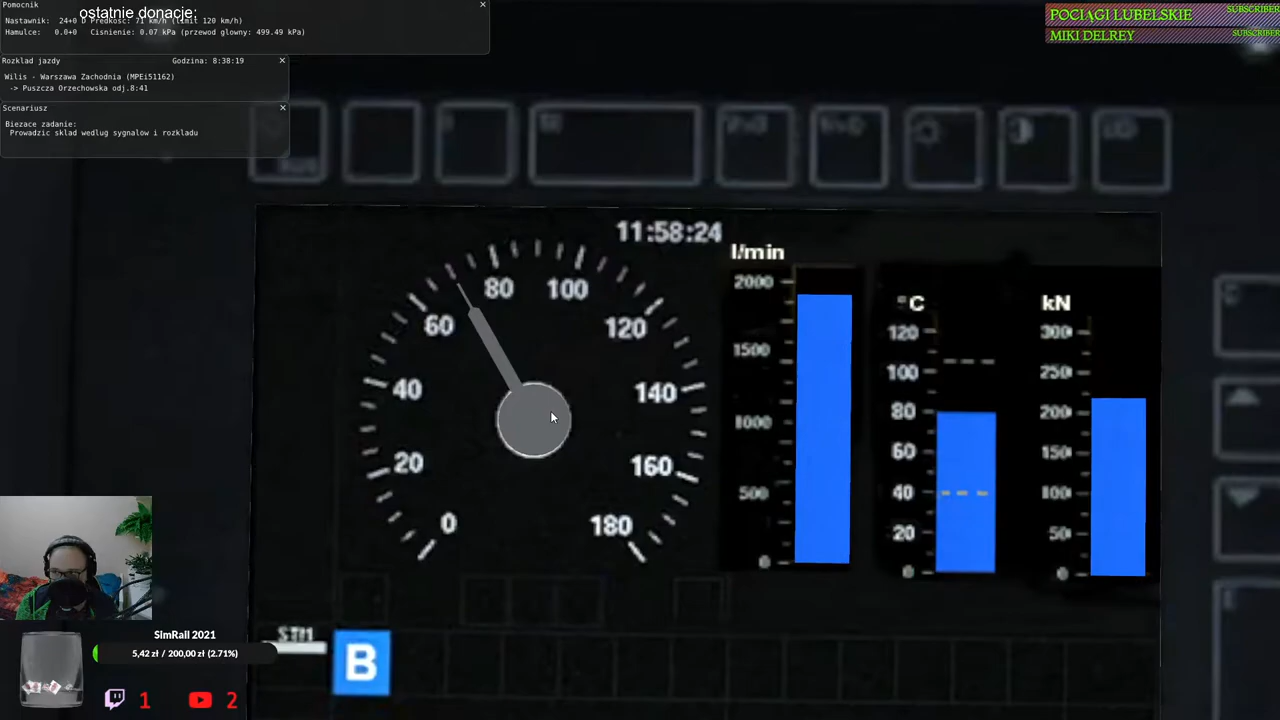 Pomocnik
ostatnie donacje:
Nastawnik: 24+0 D Predkosc: 71 km/h (limit 120 km/h)
Hamulce: 0.0+0 Cisnienie: 0.07 kPa (przewod glowny: 499.49 kPa)
POCIĄGI LUBELSKIE SUBSCRIBER
MIKI DELREY SUBSCRIBER
Rozklad jazdy Godzina: 8:38:19
Wilis - Warszawa Zachodnia (MPEi51162)
-> Puszcza Orzechowska odj.8:41
Scenariusz
Biezace zadanie:
Prowadzic sklad wedlug sygnalow i rozkladu
11:58:24
0
20
40
60
80
100
120
140
160
180
l/min
2000
1500
1000
500
0
°C
120
100
80
60
40
20
0
kN
300
250
200
150
100
50
0
STM
B
SimRail 2021
5,42 zł / 200,00 zł (2.71%)
1
2